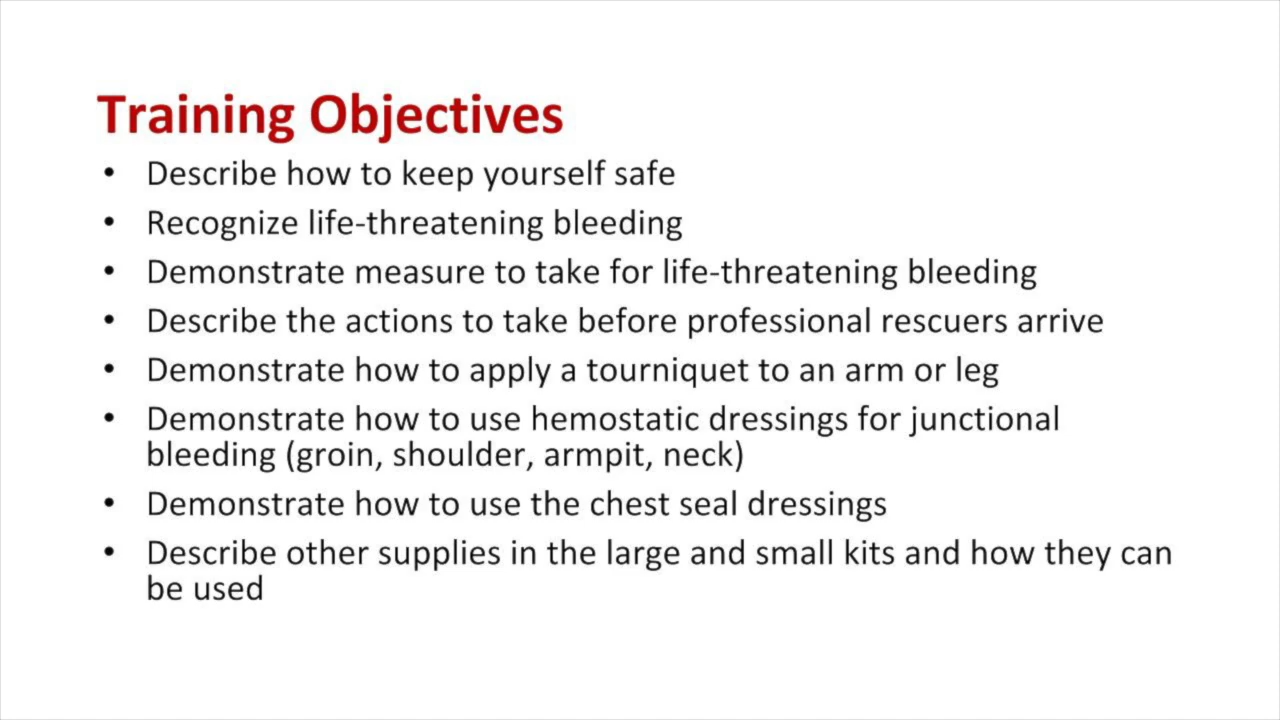 Training Objectives
• Describe how to keep yourself safe
• Recognize life-threatening bleeding
• Demonstrate measure to take for life-threatening bleeding
• Describe the actions to take before professional rescuers arrive
• Demonstrate how to apply a tourniquet to an arm or leg
• Demonstrate how to use hemostatic dressings for junctional
bleeding (groin, shoulder, armpit, neck)
• Demonstrate how to use the chest seal dressings
• Describe other supplies in the large and small kits and how they can
be used